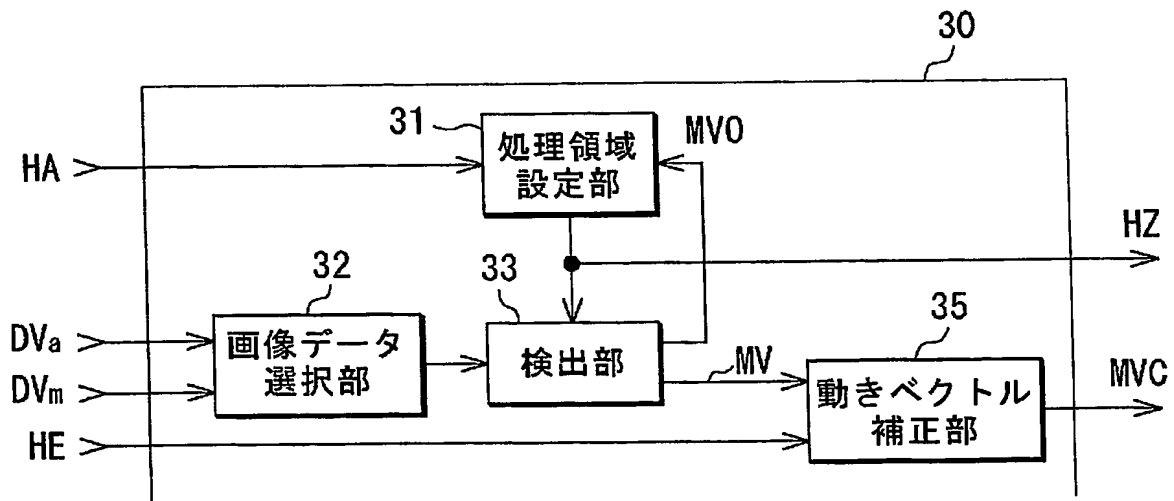 30
31
処理領域
設定部
MVO
HA
HZ
32
33
35
DVa
画像データ
選択部
検出部
MV
動きベクトル
補正部
MVC
DVm
HE